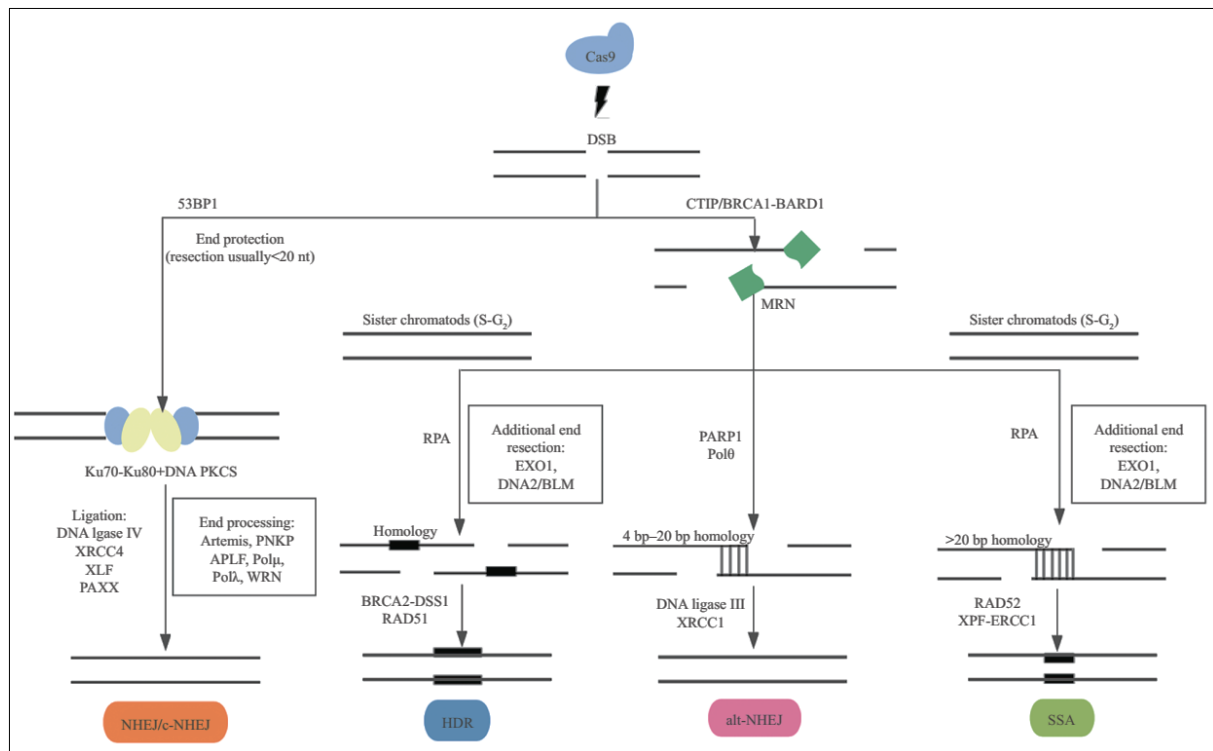 Cas9
DSB
53BP1
CTIP/BRCA1-BARD1
End protection
(resection usually<20 nt)
MRN
Sister chromatods (S-G₂)
Sister chromatods (S-G₂)
RPA
Additional end
resection:
EXO1,
DNA2/BLM
PARP1
Polθ
RPA
Additional end
resection:
EXO1,
DNA2/BLM
Ku70-Ku80+DNA PKCS
Ligation:
DNA lgase IV
XRCC4
XLF
PAXX
End processing:
Artemis, PNKP
APLF, Polμ,
Polλ, WRN
Homology
4 bp–20 bp homology
>20 bp homology
BRCA2-DSS1
RAD51
DNA ligase III
XRCC1
RAD52
XPF-ERCC1
NHEJ/c-NHEJ
HDR
alt-NHEJ
SSA